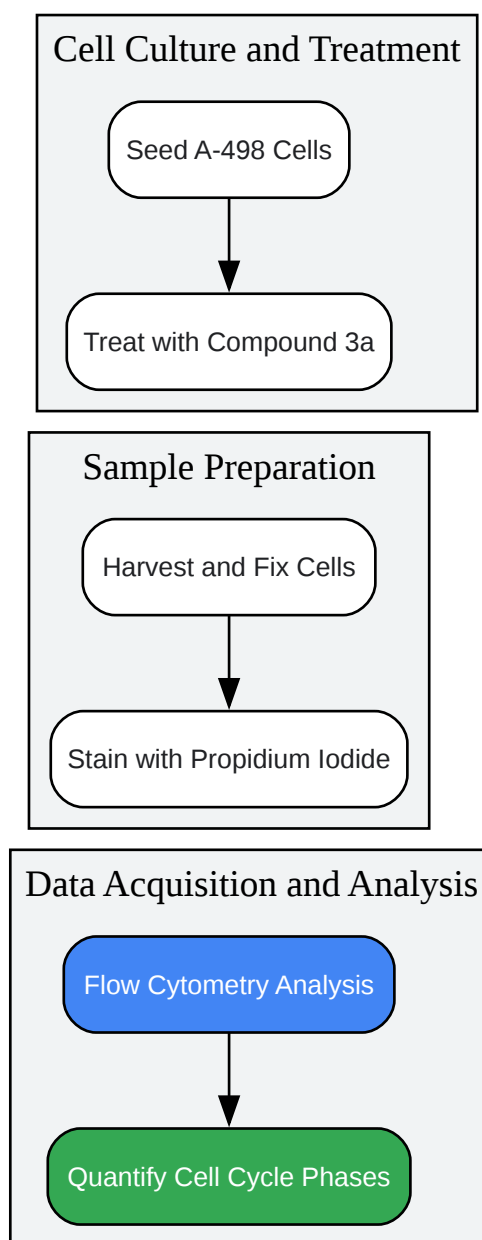 Cell Culture and Treatment
Seed A-498 Cells
Treat with Compound 3a
Sample Preparation
Harvest and Fix Cells
Stain with Propidium Iodide
Data Acquisition and Analysis
Flow Cytometry Analysis
Quantify Cell Cycle Phases